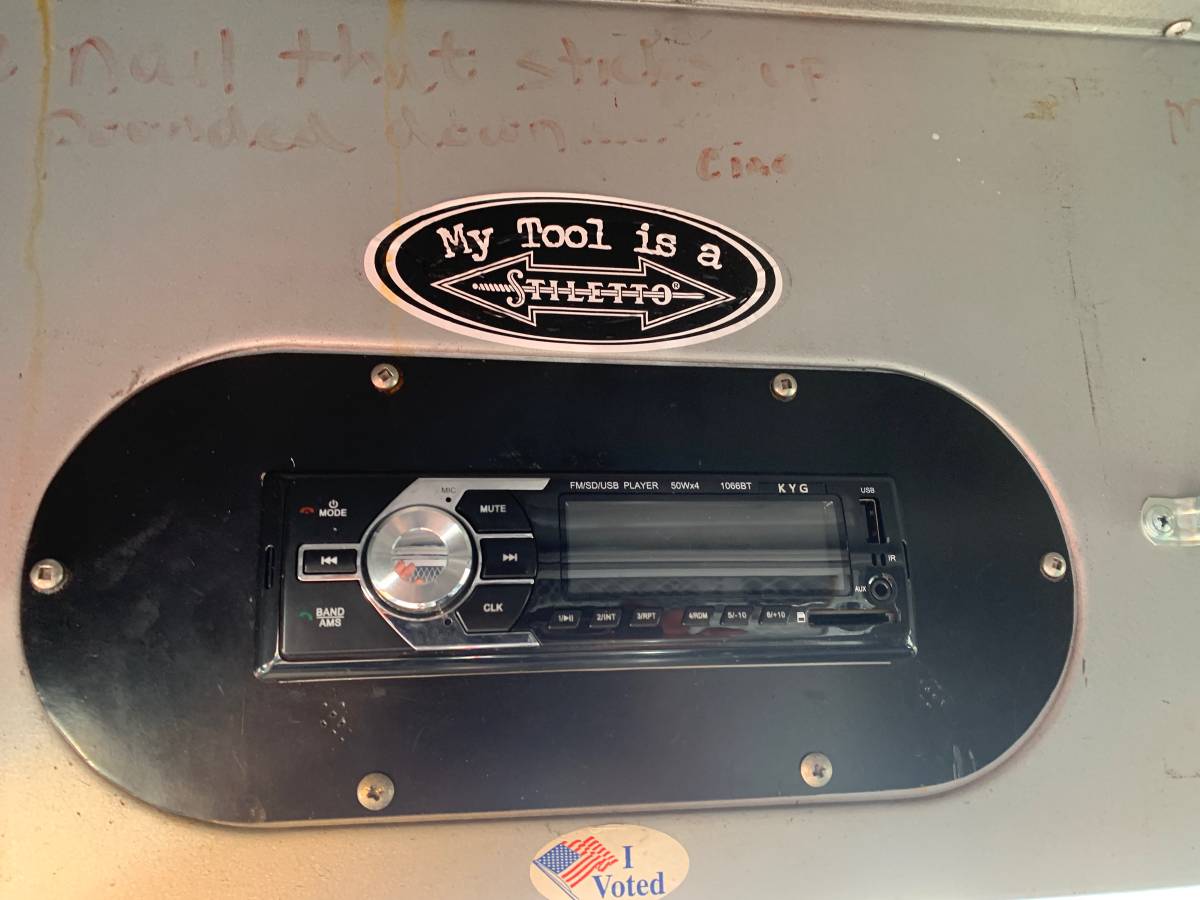 nail that sticks up
pounded down.....
My Tool is a
STILETTO®
FM/SD/USB PLAYER 50Wx4 1066BT KYG
USB
MIC
MODE
MUTE
IR
AUX
BAND
AMS
CLK
1/▶II 2/INT 3/RPT 4/RDM 5/-10 6/+10
I
Voted